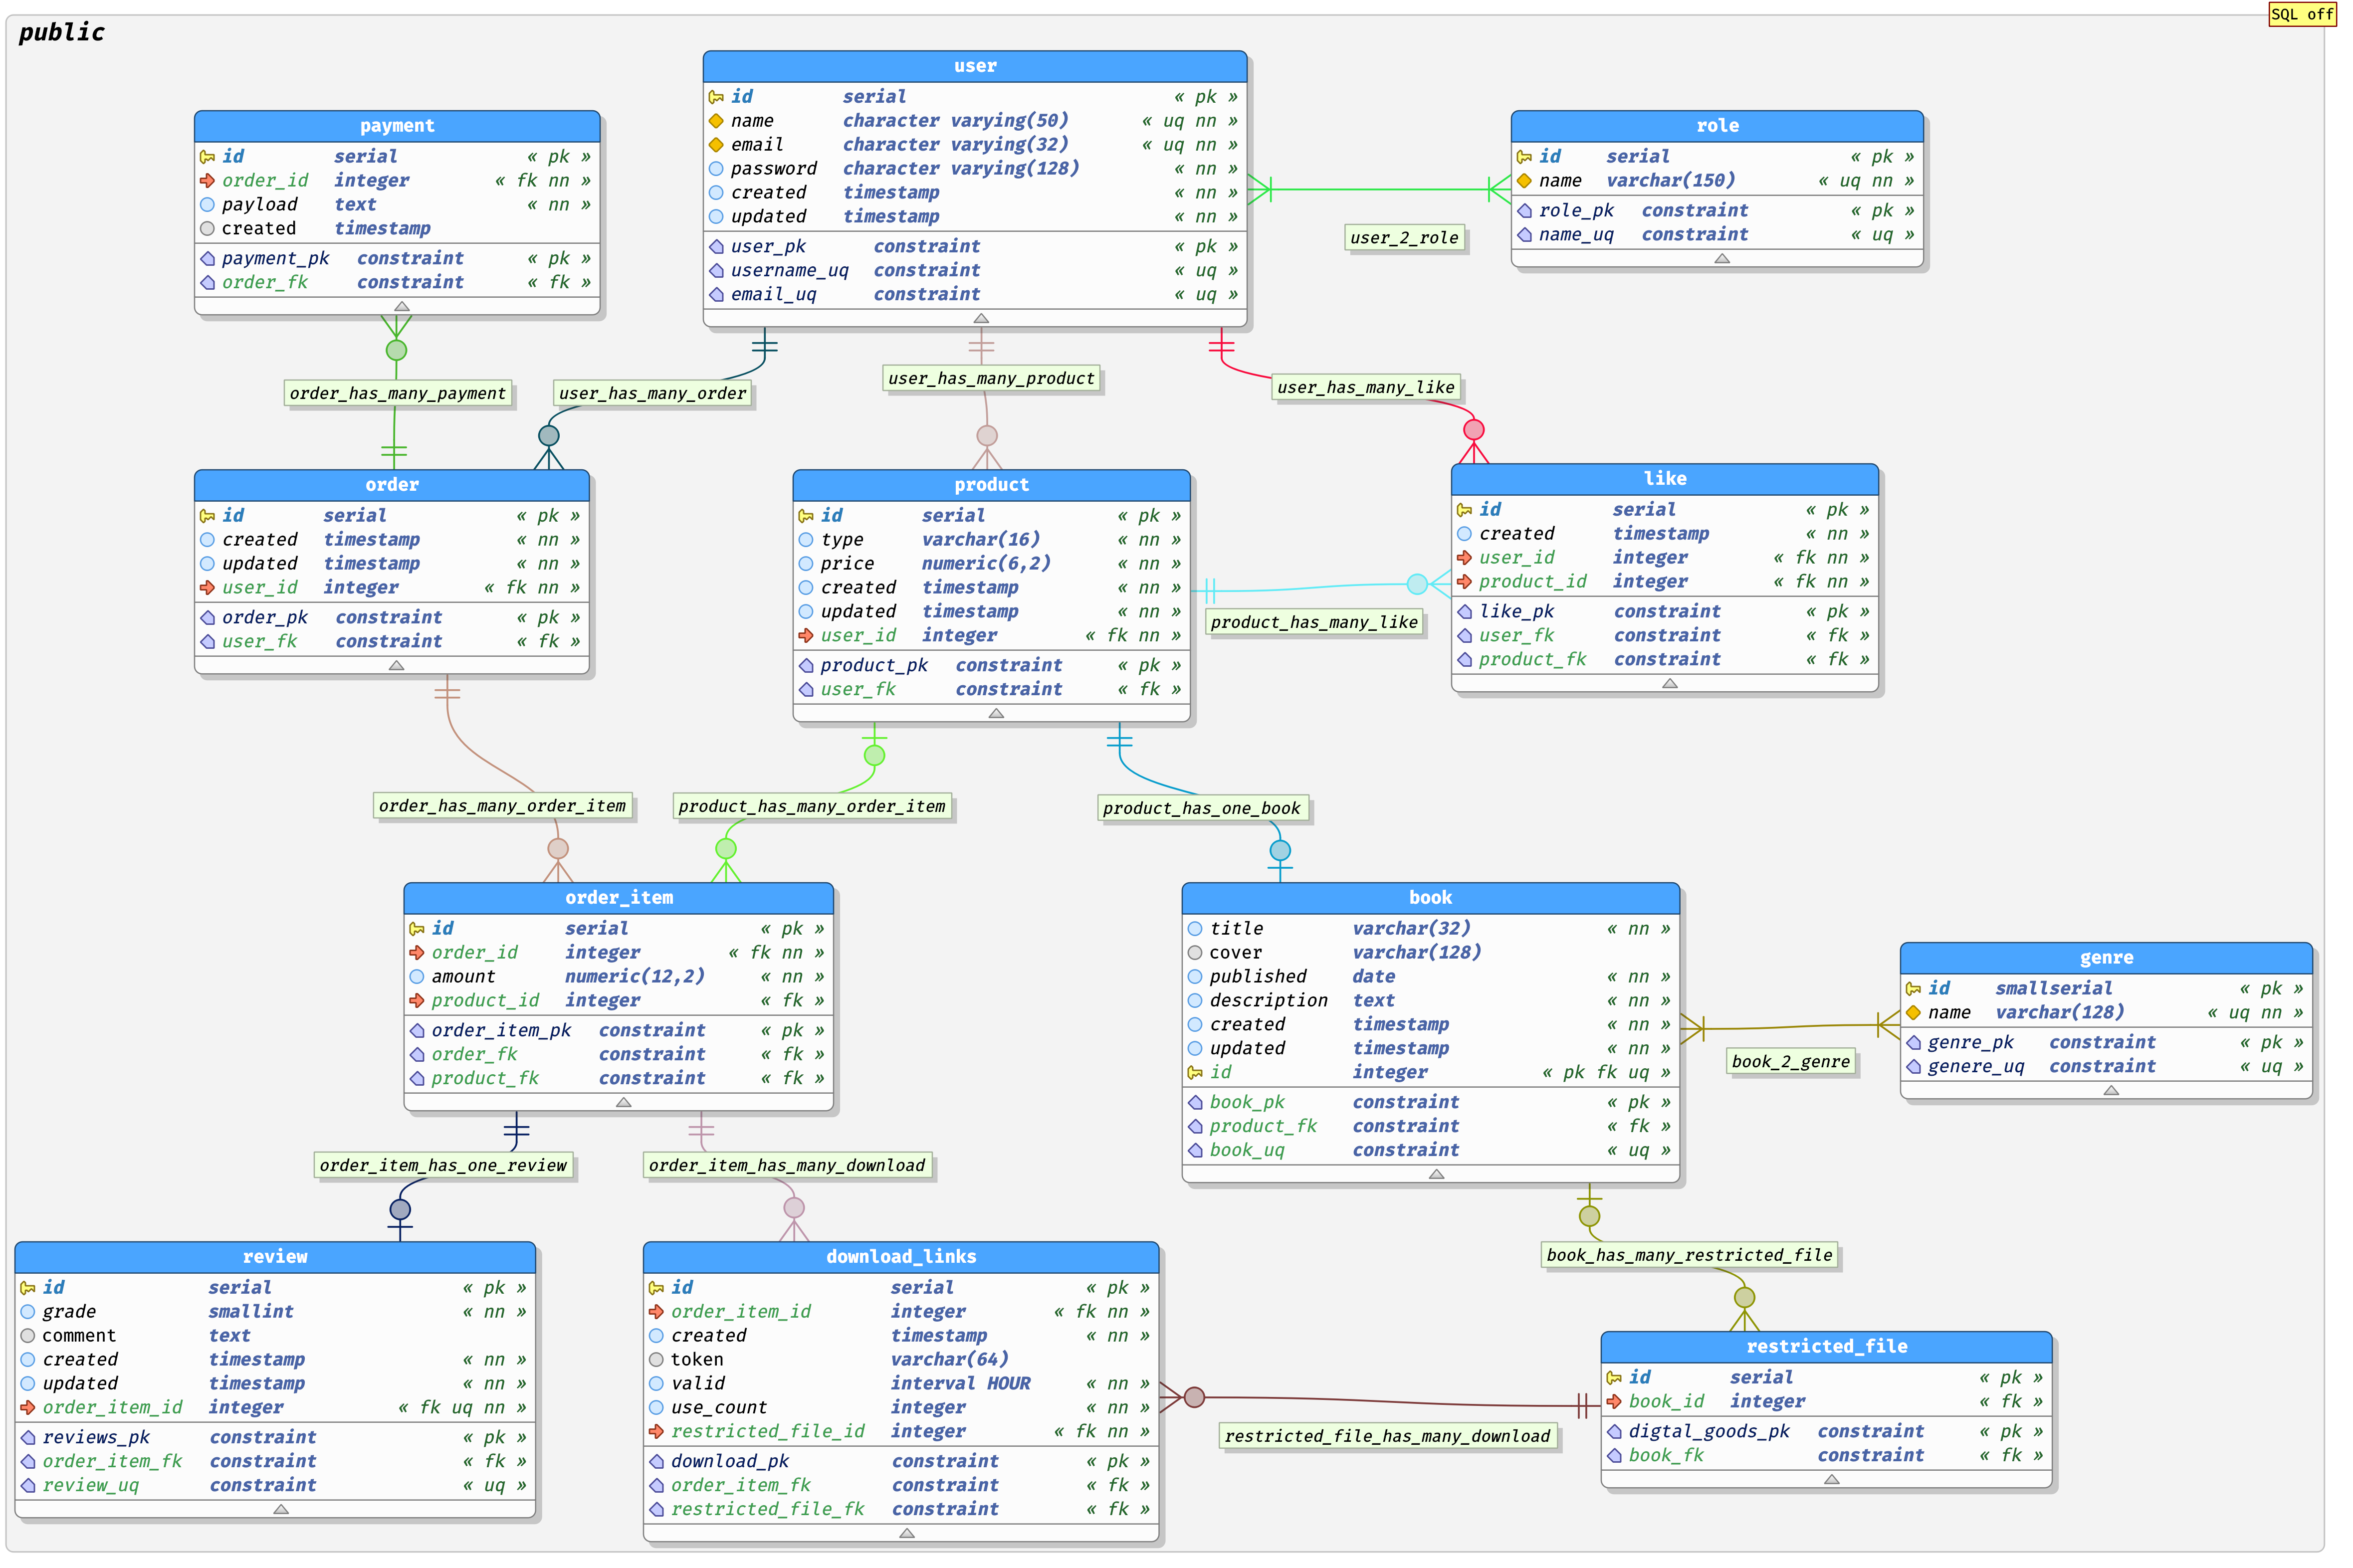 SQL off
public
user
id serial « pk »
name character varying(50) « uq nn »
email character varying(32) « uq nn »
password character varying(128) « nn »
created timestamp « nn »
updated timestamp « nn »
user_pk constraint « pk »
username_uq constraint « uq »
email_uq constraint « uq »
payment
id serial « pk »
order_id integer « fk nn »
payload text « nn »
created timestamp
payment_pk constraint « pk »
order_fk constraint « fk »
role
id serial « pk »
name varchar(150) « uq nn »
role_pk constraint « pk »
name_uq constraint « uq »
user_2_role
order_has_many_payment
user_has_many_order
user_has_many_product
user_has_many_like
order
id serial « pk »
created timestamp « nn »
updated timestamp « nn »
user_id integer « fk nn »
order_pk constraint « pk »
user_fk constraint « fk »
product
id serial « pk »
type varchar(16) « nn »
price numeric(6,2) « nn »
created timestamp « nn »
updated timestamp « nn »
user_id integer « fk nn »
product_pk constraint « pk »
user_fk constraint « fk »
like
id serial « pk »
created timestamp « nn »
user_id integer « fk nn »
product_id integer « fk nn »
like_pk constraint « pk »
user_fk constraint « fk »
product_fk constraint « fk »
product_has_many_like
order_has_many_order_item
product_has_many_order_item
product_has_one_book
order_item
id serial « pk »
order_id integer « fk nn »
amount numeric(12,2) « nn »
product_id integer « fk »
order_item_pk constraint « pk »
order_fk constraint « fk »
product_fk constraint « fk »
book
title varchar(32) « nn »
cover varchar(128)
published date « nn »
description text « nn »
created timestamp « nn »
updated timestamp « nn »
id integer « pk fk uq »
book_pk constraint « pk »
product_fk constraint « fk »
book_uq constraint « uq »
genre
id smallserial « pk »
name varchar(128) « uq nn »
genre_pk constraint « pk »
genere_uq constraint « uq »
book_2_genre
order_item_has_one_review
order_item_has_many_download
book_has_many_restricted_file
review
id serial « pk »
grade smallint « nn »
comment text
created timestamp « nn »
updated timestamp « nn »
order_item_id integer « fk uq nn »
reviews_pk constraint « pk »
order_item_fk constraint « fk »
review_uq constraint « uq »
download_links
id serial « pk »
order_item_id integer « fk nn »
created timestamp « nn »
token varchar(64)
valid interval HOUR « nn »
use_count integer « nn »
restricted_file_id integer « fk nn »
download_pk constraint « pk »
order_item_fk constraint « fk »
restricted_file_fk constraint « fk »
restricted_file_has_many_download
restricted_file
id serial « pk »
book_id integer « fk »
digtal_goods_pk constraint « pk »
book_fk constraint « fk »